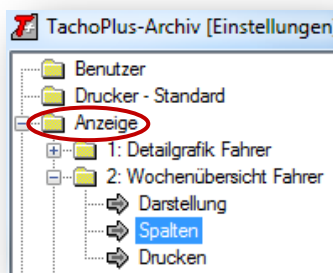 TachoPlus-Archiv [Einstellungen
Benutzer
Drucker - Standard
Anzeige
1: Detailgrafik Fahrer
2: Wochenübersicht Fahrer
Darstellung
Spalten
Drucken